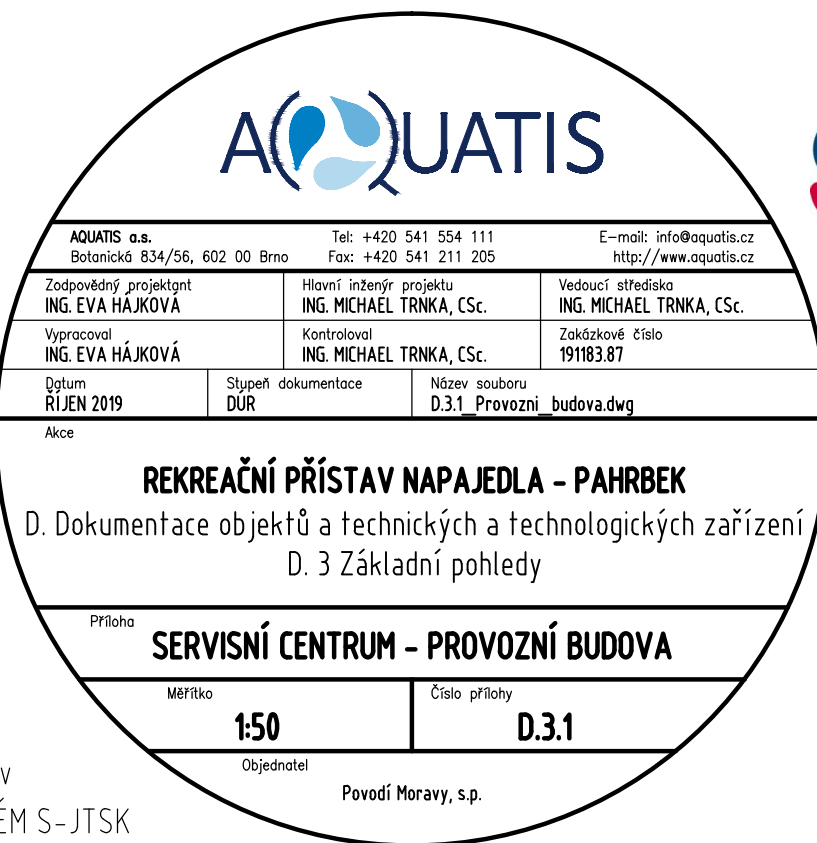 AQUATIS
AQUATIS a.s. Tel: +420 541 554 111 E-mail: info@aquatis.cz
Botanická 834/56, 602 00 Brno Fax: +420 541 211 205 http://www.aquatis.cz
Zodpovědný projektant Hlavní inženýr projektu Vedoucí střediska
ING. EVA HÁJKOVÁ ING. MICHAEL TRNKA, CSc. ING. MICHAEL TRNKA, CSc.
Vypracoval Kontroloval Zakázkové číslo
ING. EVA HÁJKOVÁ ING. MICHAEL TRNKA, CSc. 191183.87
Datum Stupeň dokumentace Název souboru
ŘÍJEN 2019 DÚR D.3.1_Provozni_budova.dwg
Akce
REKREAČNÍ PŘÍSTAV NAPAJEDLA - PAHRBEK
D. Dokumentace objektů a technických a technologických zařízení
D. 3 Základní pohledy
Příloha
SERVISNÍ CENTRUM - PROVOZNÍ BUDOVA
Měřítko Číslo přílohy
1:50 D.3.1
Objednatel
Povodí Moravy, s.p.
v
ÉM S-JTSK